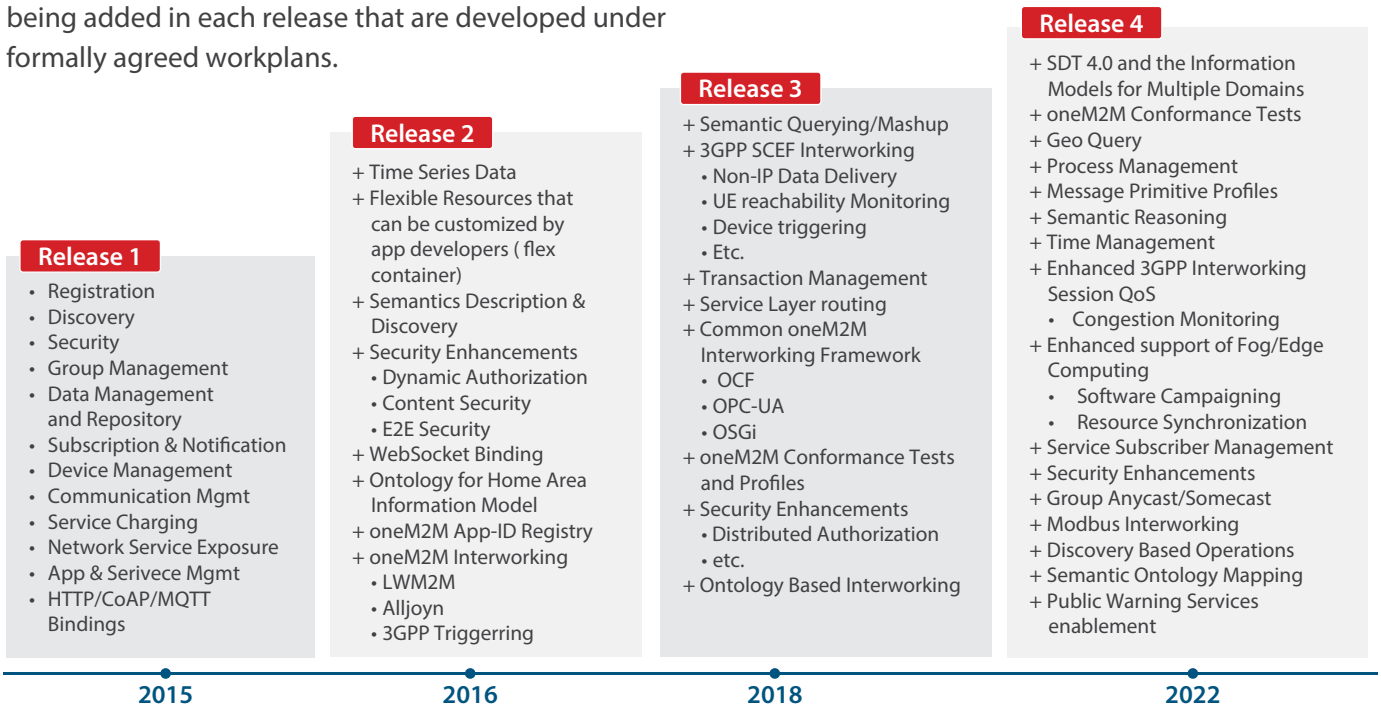 being added in each release that are developed under
formally agreed workplans.
Release 1
• Registration
• Discovery
• Security
• Group Management
• Data Management
and Repository
• Subscription & Notification
• Device Management
• Communication Mgmt
• Service Charging
• Network Service Exposure
• App & Serivece Mgmt
• HTTP/CoAP/MQTT
Bindings
Release 2
+ Time Series Data
+ Flexible Resources that
can be customized by
app developers ( flex
container)
+ Semantics Description &
Discovery
+ Security Enhancements
• Dynamic Authorization
• Content Security
• E2E Security
+ WebSocket Binding
+ Ontology for Home Area
Information Model
+ oneM2M App-ID Registry
+ oneM2M Interworking
• LWM2M
• Alljoyn
• 3GPP Triggerring
Release 3
+ Semantic Querying/Mashup
+ 3GPP SCEF Interworking
• Non-IP Data Delivery
• UE reachability Monitoring
• Device triggering
• Etc.
+ Transaction Management
+ Service Layer routing
+ Common oneM2M
Interworking Framework
• OCF
• OPC-UA
• OSGi
+ oneM2M Conformance Tests
and Profiles
+ Security Enhancements
• Distributed Authorization
• etc.
+ Ontology Based Interworking
Release 4
+ SDT 4.0 and the Information
Models for Multiple Domains
+ oneM2M Conformance Tests
+ Geo Query
+ Process Management
+ Message Primitive Profiles
+ Semantic Reasoning
+ Time Management
+ Enhanced 3GPP Interworking
Session QoS
• Congestion Monitoring
+ Enhanced support of Fog/Edge
Computing
• Software Campaigning
• Resource Synchronization
+ Service Subscriber Management
+ Security Enhancements
+ Group Anycast/Somecast
+ Modbus Interworking
+ Discovery Based Operations
+ Semantic Ontology Mapping
+ Public Warning Services
enablement
2015
2016
2018
2022